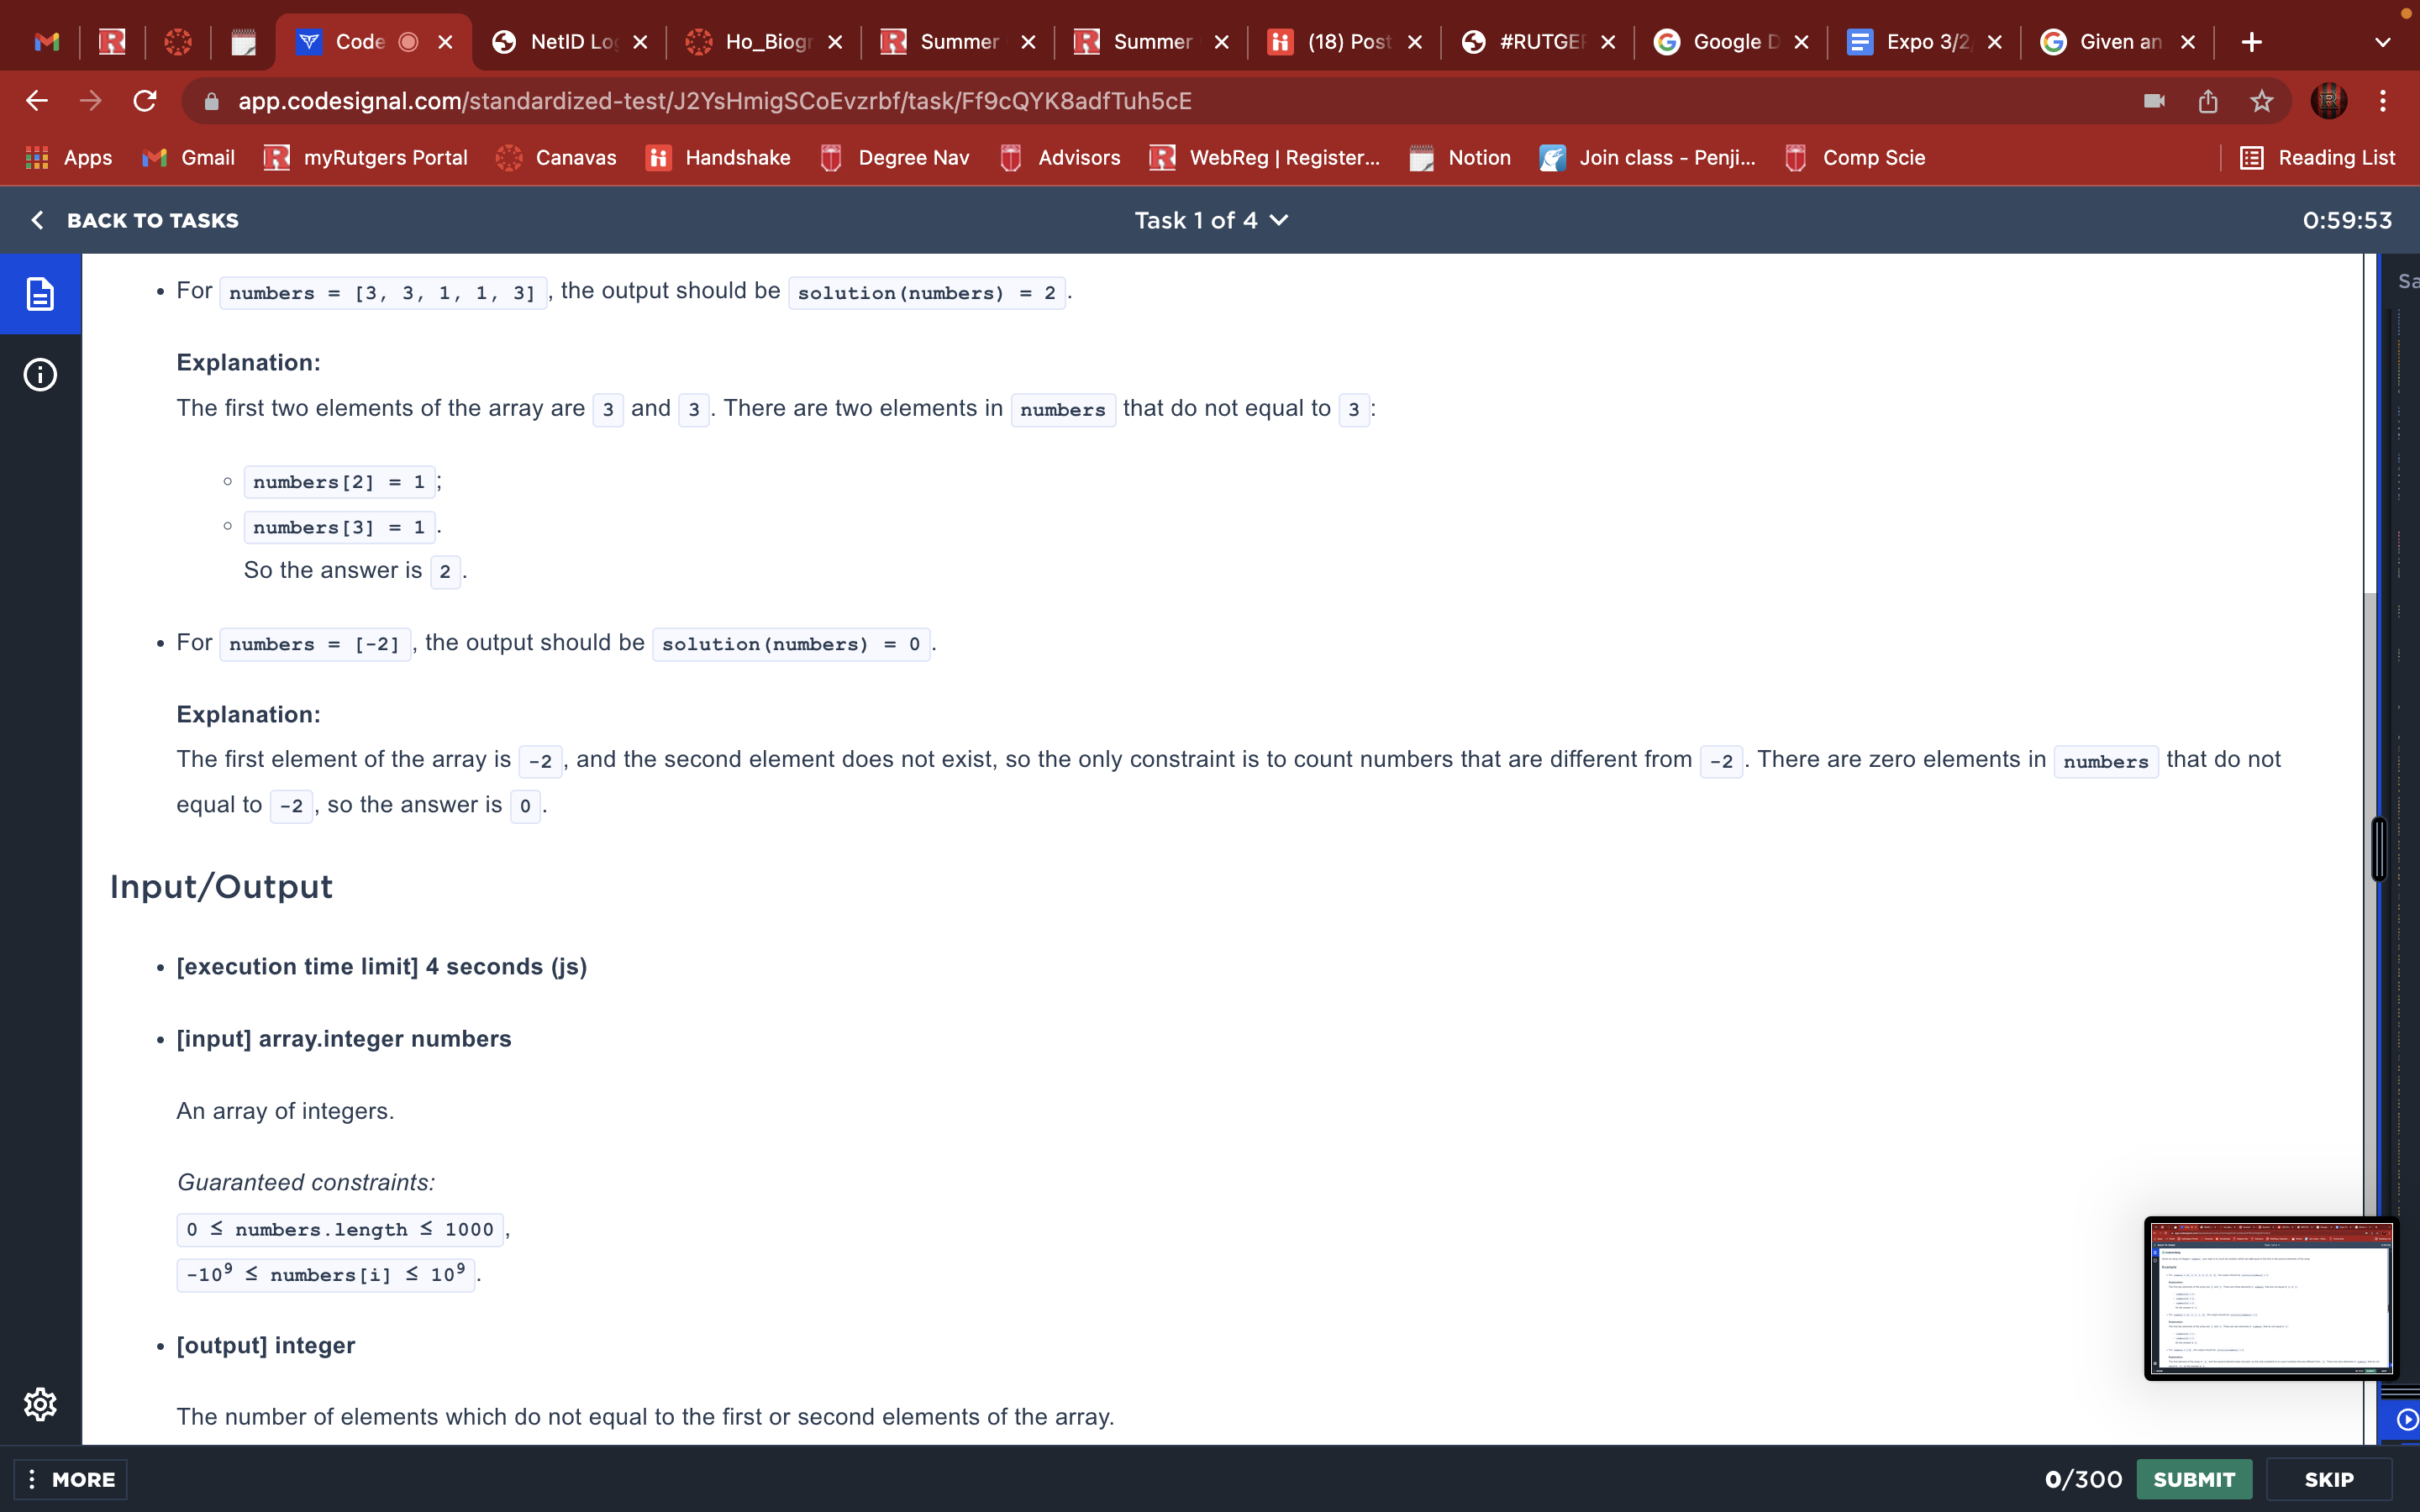 Code
NetID Lo
Ho_Biogr
Summer
Summer
(18) Post
#RUTGE
Google D
Expo 3/2
Given an
app.codesignal.com/standardized-test/J2YsHmigSCoEvzrbf/task/Ff9cQYK8adfTuh5cE
Apps Gmail myRutgers Portal Canavas Handshake Degree Nav Advisors WebReg | Register... Notion Join class - Penji... Comp Scie Reading List
BACK TO TASKS Task 1 of 4 0:59:53
Sa
• For numbers = [3, 3, 1, 1, 3], the output should be solution(numbers) = 2.
Explanation:
The first two elements of the array are 3 and 3. There are two elements in numbers that do not equal to 3:
◦ numbers[2] = 1;
◦ numbers[3] = 1.
So the answer is 2.
• For numbers = [-2], the output should be solution(numbers) = 0.
Explanation:
The first element of the array is -2, and the second element does not exist, so the only constraint is to count numbers that are different from -2. There are zero elements in numbers that do not
equal to -2, so the answer is 0.
Input/Output
• [execution time limit] 4 seconds (js)
• [input] array.integer numbers
An array of integers.
Guaranteed constraints:
0 ≤ numbers.length ≤ 1000,
-10⁹ ≤ numbers[i] ≤ 10⁹.
• [output] integer
The number of elements which do not equal to the first or second elements of the array.
MORE 0/300 SUBMIT SKIP